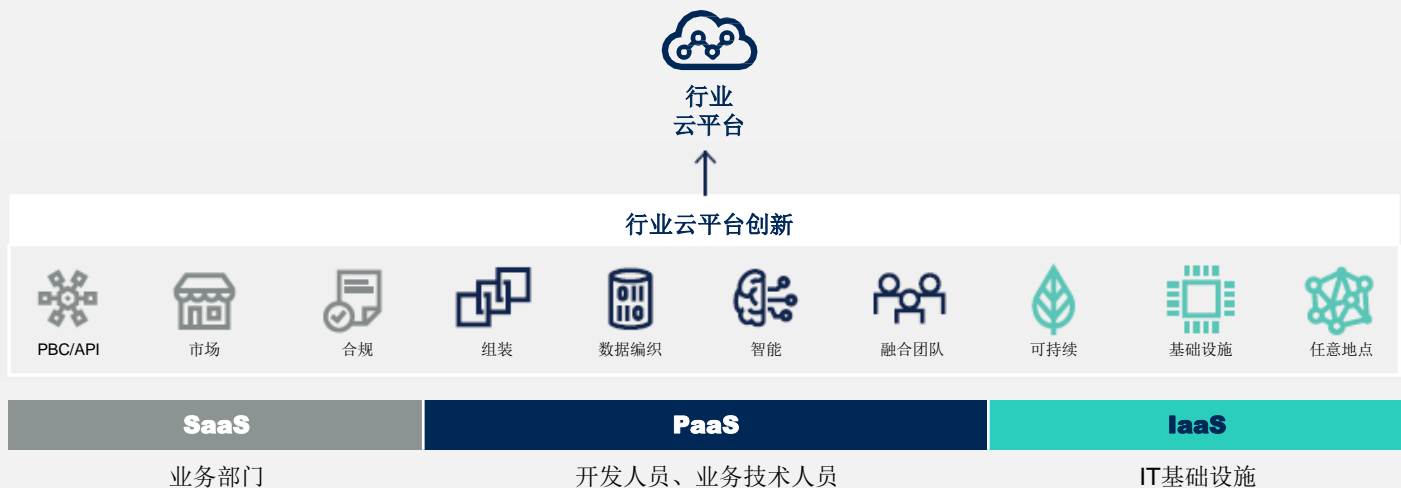 行业
云平台
行业云平台创新
PBC/API
市场
合规
组装
数据编织
智能
融合团队
可持续
基础设施
任意地点
SaaS
PaaS
IaaS
业务部门
开发人员、业务技术人员
IT基础设施